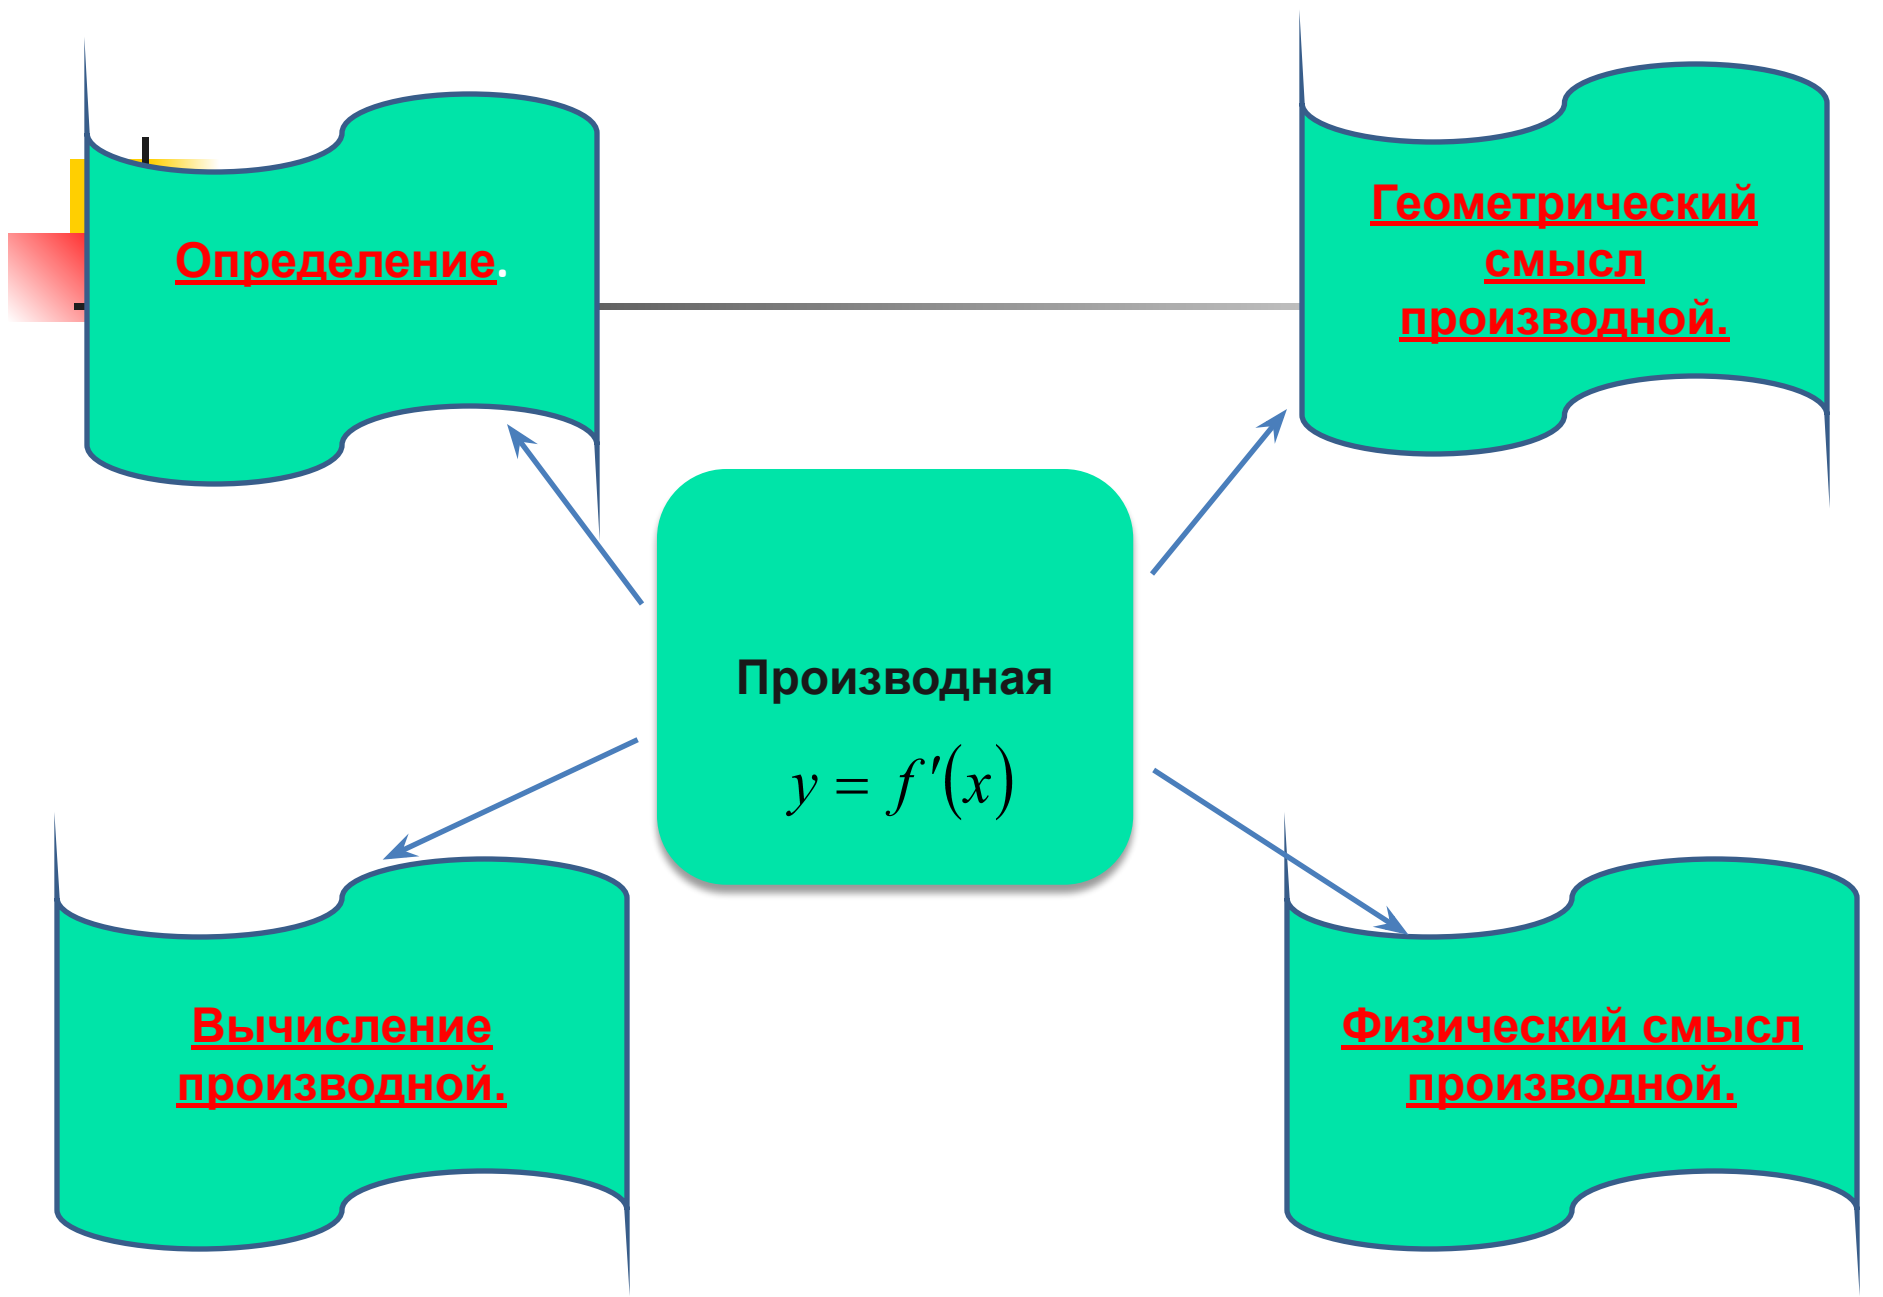 Определение.
Геометрический
смысл
производной.
Производная
y = f ′(x)
Вычисление
производной.
Физический смысл
производной.